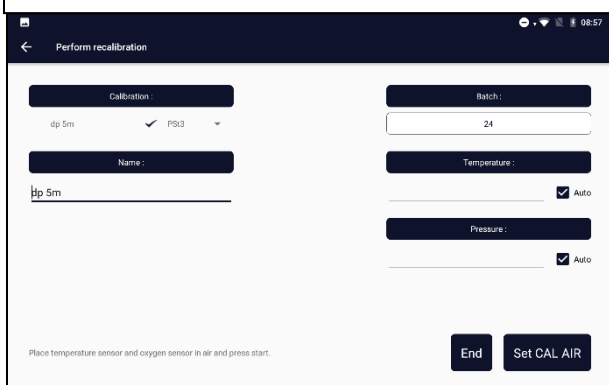 08:57
Perform recalibration
Calibration :
dp 5m PSt3
Name :
dp 5m
Batch :
24
Temperature :
Auto
Pressure :
Auto
Place temperature sensor and oxygen sensor in air and press start.
End
Set CAL AIR